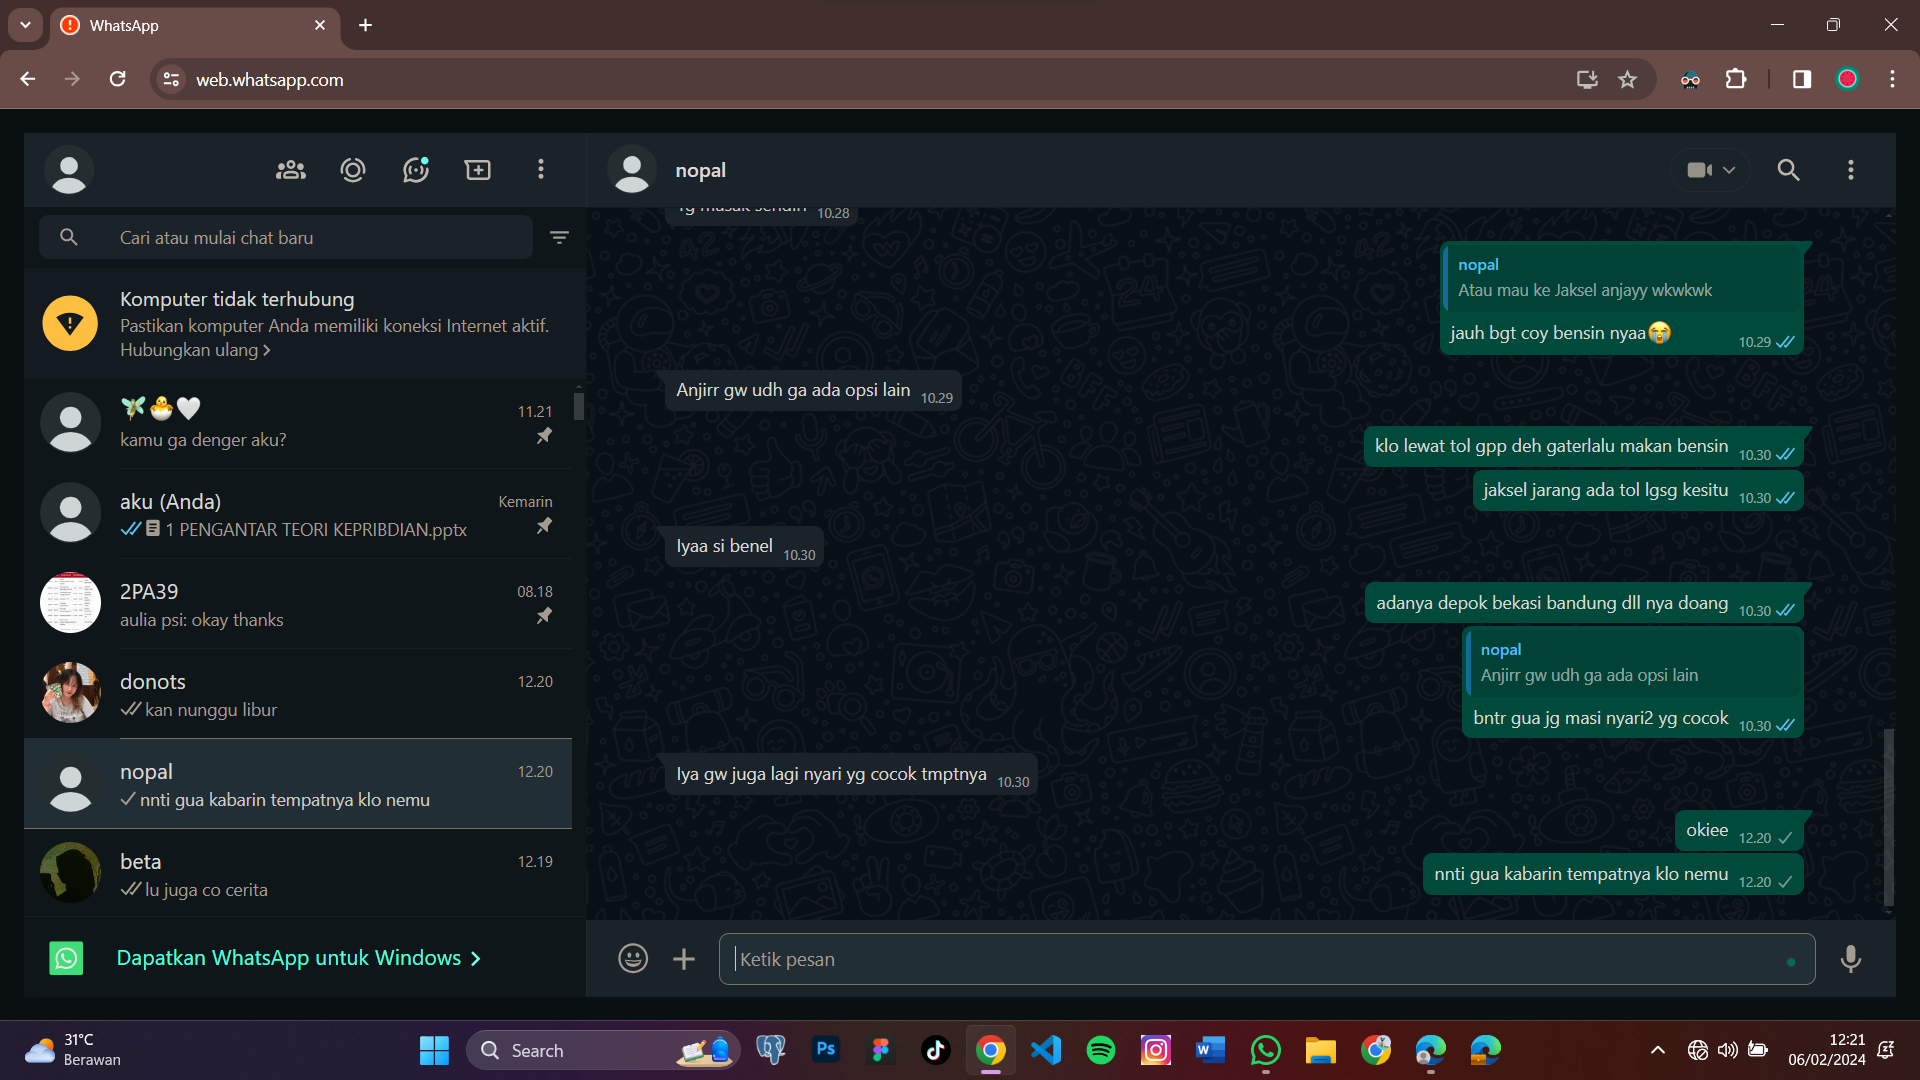 WhatsApp
web.whatsapp.com
Cari atau mulai chat baru
Komputer tidak terhubung
Pastikan komputer Anda memiliki koneksi Internet aktif.
Hubungkan ulang
11.21
kamu ga denger aku?
aku (Anda) Kemarin
1 PENGANTAR TEORI KEPRIBDIAN.pptx
2PA39 08.18
aulia psi: okay thanks
donots 12.20
kan nunggu libur
nopal 12.20
nnti gua kabarin tempatnya klo nemu
beta 12.19
lu juga co cerita
Dapatkan WhatsApp untuk Windows
nopal
10.28
nopal
Atau mau ke Jaksel anjayy wkwkwk
jauh bgt coy bensin nyaa😭 10.29
Anjirr gw udh ga ada opsi lain 10.29
klo lewat tol gpp deh gaterlalu makan bensin 10.30
jaksel jarang ada tol lgsg kesitu 10.30
Iyaa si benel 10.30
adanya depok bekasi bandung dll nya doang 10.30
nopal
Anjirr gw udh ga ada opsi lain
bntr gua jg masi nyari2 yg cocok 10.30
Iya gw juga lagi nyari yg cocok tmptnya 10.30
okiee 12.20
nnti gua kabarin tempatnya klo nemu 12.20
Ketik pesan
31°C
Berawan
Search
Ps
12:21
06/02/2024